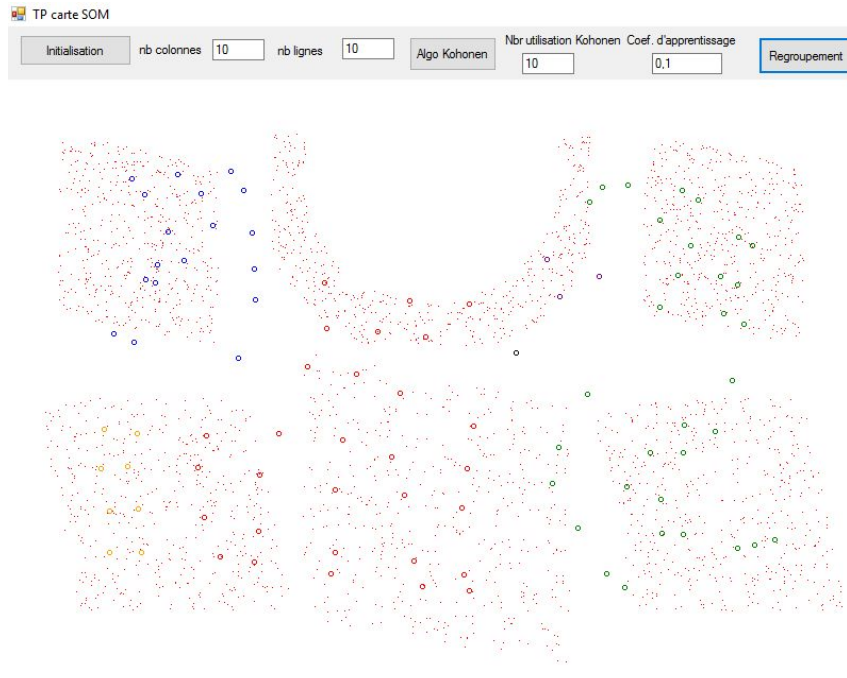 TP carte SOM
Nbr utilisation Kohonen Coef. d'apprentissage
Initialisation nb colonnes 10 nb lignes 10 Algo Kohonen 10 0,1 Regroupement